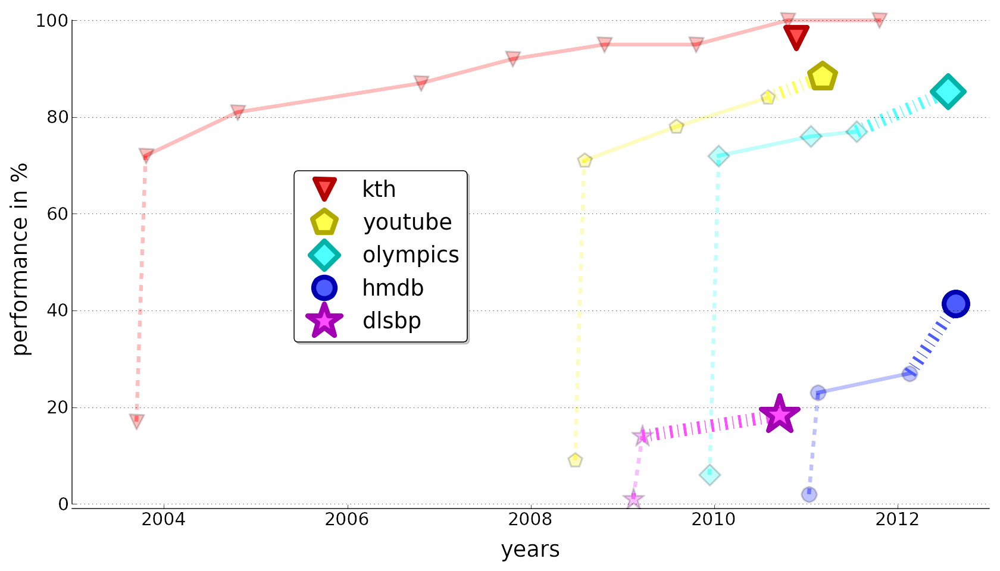 100
80
60
40
20
0
performance in %
kth
youtube
olympics
hmdb
dlsbp
2004 2006 2008 2010 2012
years